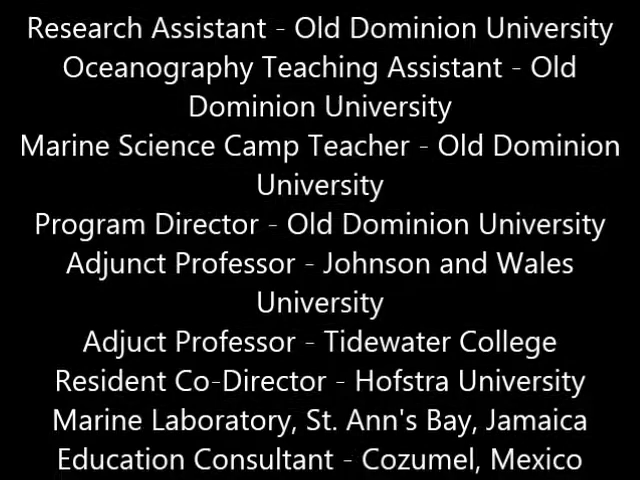 Research Assistant - Old Dominion University
Oceanography Teaching Assistant - Old
Dominion University
Marine Science Camp Teacher - Old Dominion
University
Program Director - Old Dominion University
Adjunct Professor - Johnson and Wales
University
Adjuct Professor - Tidewater College
Resident Co-Director - Hofstra University
Marine Laboratory, St. Ann's Bay, Jamaica
Education Consultant - Cozumel, Mexico